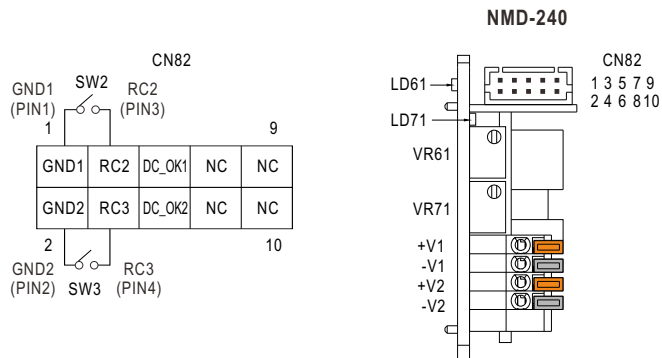 NMD-240
CN82
SW2
GND1
(PIN1)
RC2
(PIN3)
1
9
GND1 RC2 DC_OK1 NC NC
GND2 RC3 DC_OK2 NC NC
2
10
GND2
(PIN2)
SW3
RC3
(PIN4)
CN82
1 3 5 7 9
2 4 6 8 10
LD61
LD71
VR61
VR71
+V1
-V1
+V2
-V2